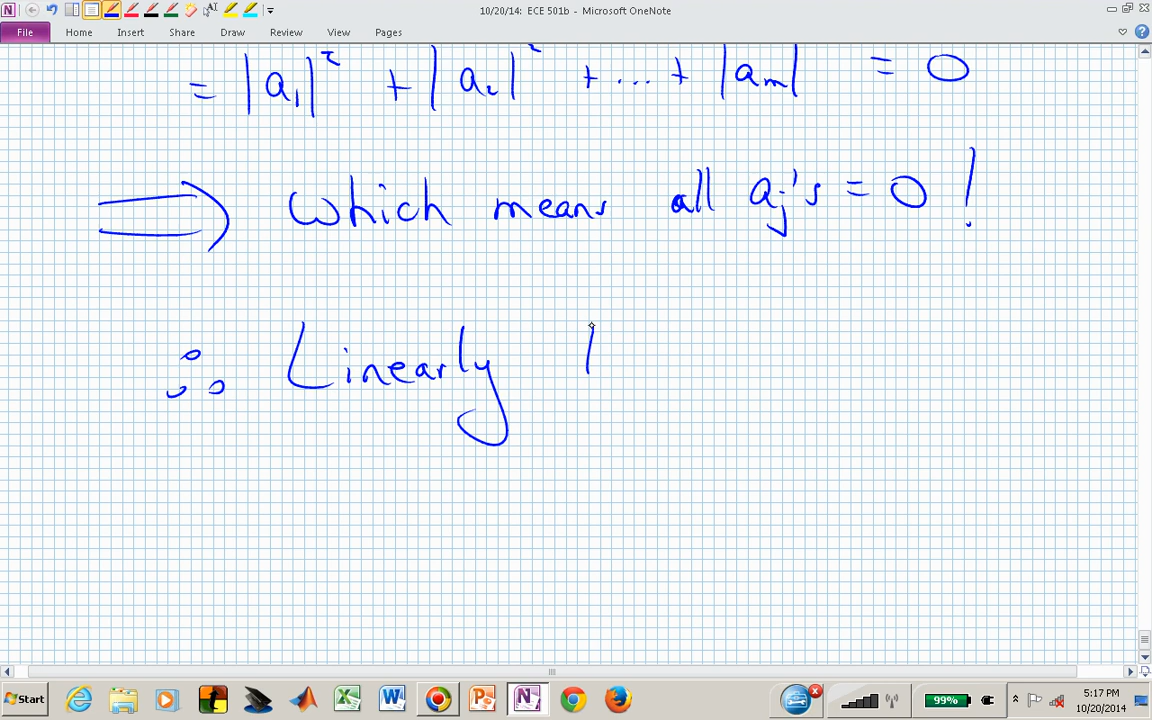 10/20/14: ECE 501b - Microsoft OneNote
File Home Insert Share Draw Review View Pages
= |a₁|² + |a₂|² + ... + |aₘ| = 0
⇒ which means all aⱼ's = 0 !
∴ Linearly I
Start 99% 5:17 PM
10/20/2014